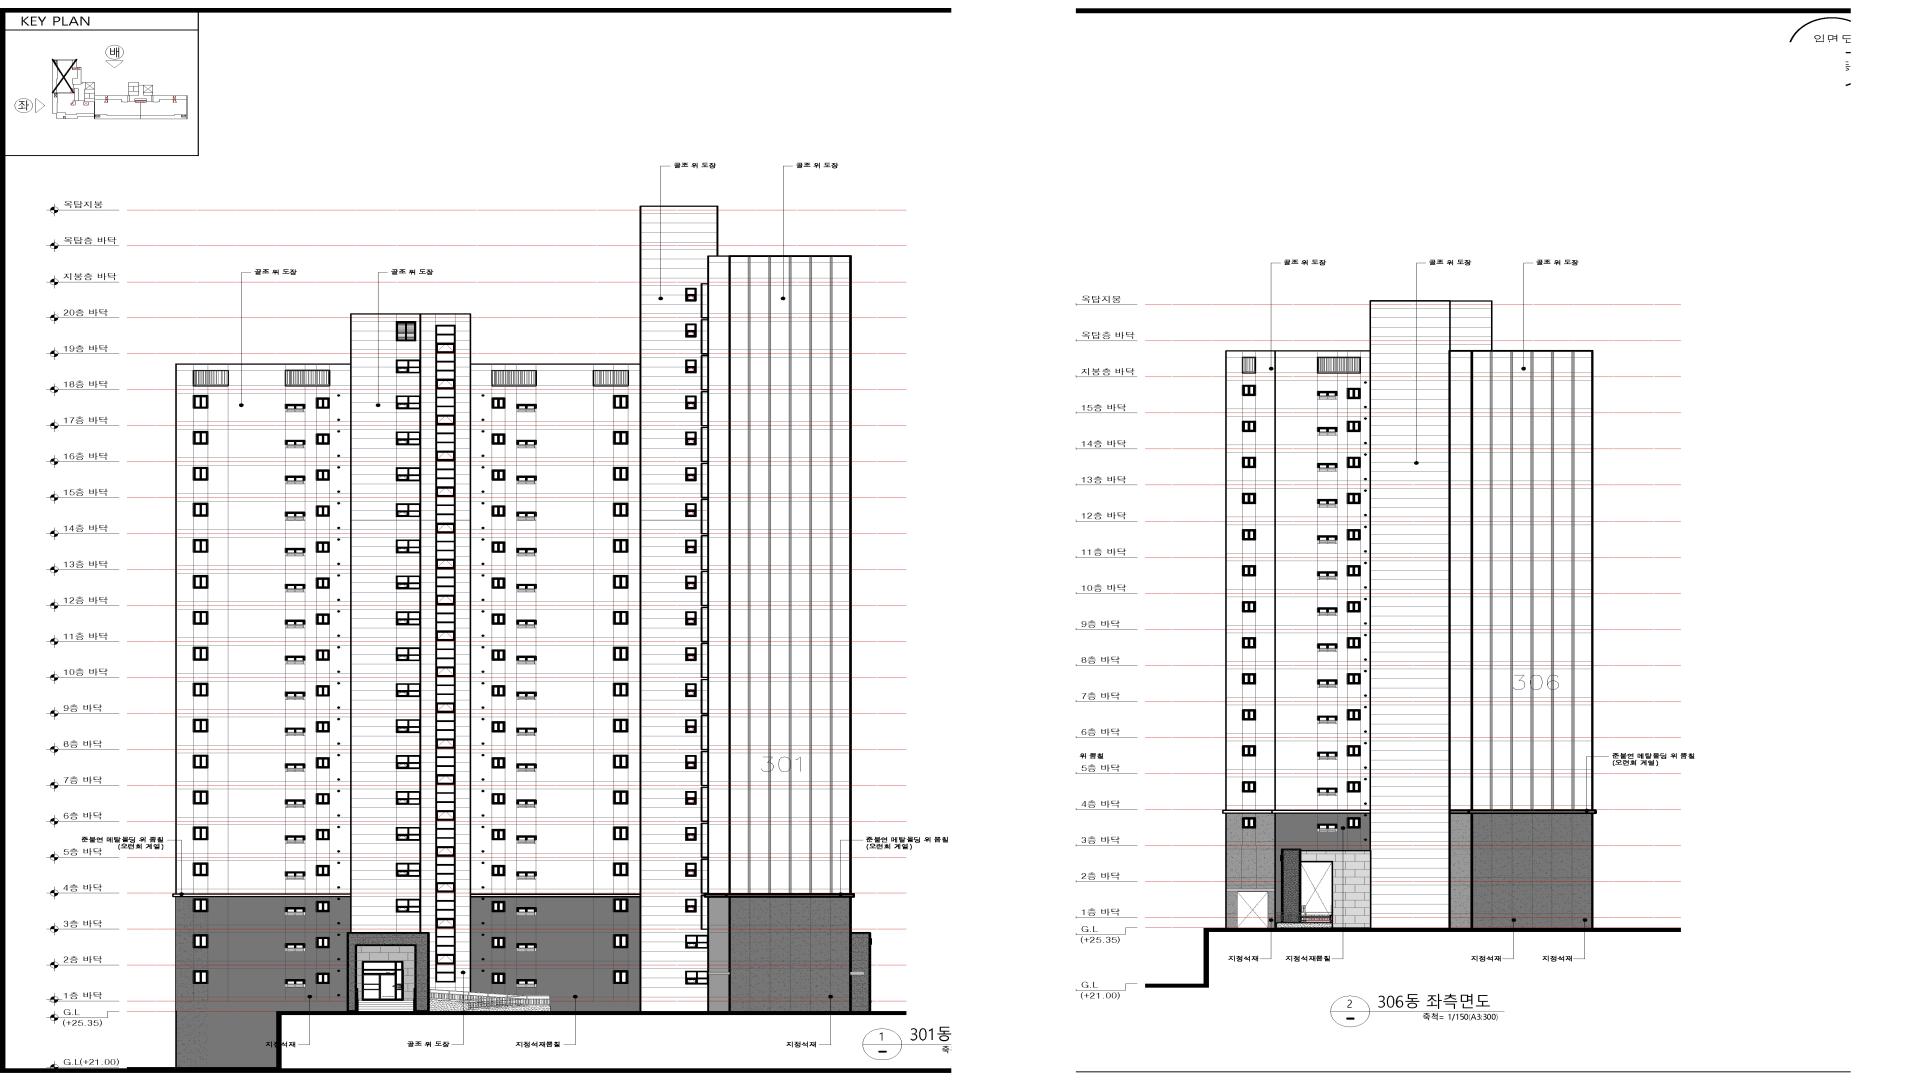 KEY PLAN
배
좌
골조 위 도장
골조 위 도장
골조 위 도장
골조 위 도장
옥탑지붕
옥탑층 바닥
지붕층 바닥
20층 바닥
19층 바닥
18층 바닥
17층 바닥
16층 바닥
15층 바닥
14층 바닥
13층 바닥
12층 바닥
11층 바닥
10층 바닥
9층 바닥
8층 바닥
7층 바닥
6층 바닥
준불연 메탈몰딩 위 뿜칠
(모런회 계열)
5층 바닥
4층 바닥
3층 바닥
2층 바닥
1층 바닥
G.L
(+25.35)
G.L(+21.00)
301
준불연 메탈몰딩 위 뿜칠
(모런회 계열)
지정석재
골조 위 도장
지정석재뿜칠
지정석재
1
301동
입면도
골조 위 도장
골조 위 도장
골조 위 도장
옥탑지붕
옥탑층 바닥
지붕층 바닥
15층 바닥
14층 바닥
13층 바닥
12층 바닥
11층 바닥
10층 바닥
9층 바닥
8층 바닥
7층 바닥
6층 바닥
위 뿜칠
5층 바닥
4층 바닥
3층 바닥
2층 바닥
1층 바닥
G.L
(+25.35)
G.L
(+21.00)
306
준불연 메탈몰딩 위 뿜칠
(모런회 계열)
지정석재
지정석재뿜칠
지정석재
지정석재
2
306동 좌측면도
축척= 1/150(A3:300)